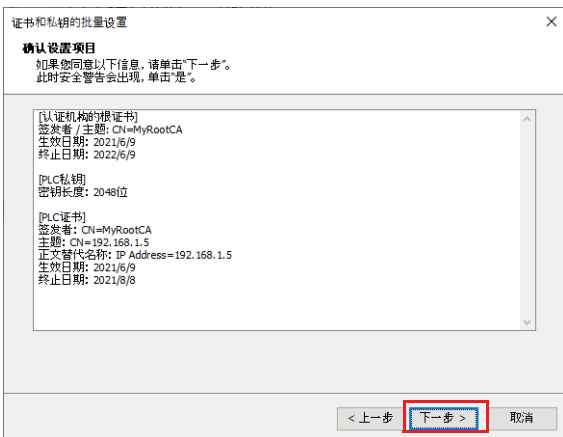 证书和私钥的批量设置
确认设置项目
如果您同意以下信息, 请单击"下一步"。
此时安全警告会出现, 单击"是"。
[认证机构的根证书]
签发者 / 主题: CN=MyRootCA
生效日期: 2021/6/9
终止日期: 2022/6/9
[PLC私钥]
密钥长度: 2048位
[PLC证书]
签发者: CN=MyRootCA
主题: CN=192.168.1.5
正文替代名称: IP Address=192.168.1.5
生效日期: 2021/6/9
终止日期: 2021/8/8
< 上一步
下一步 >
取消